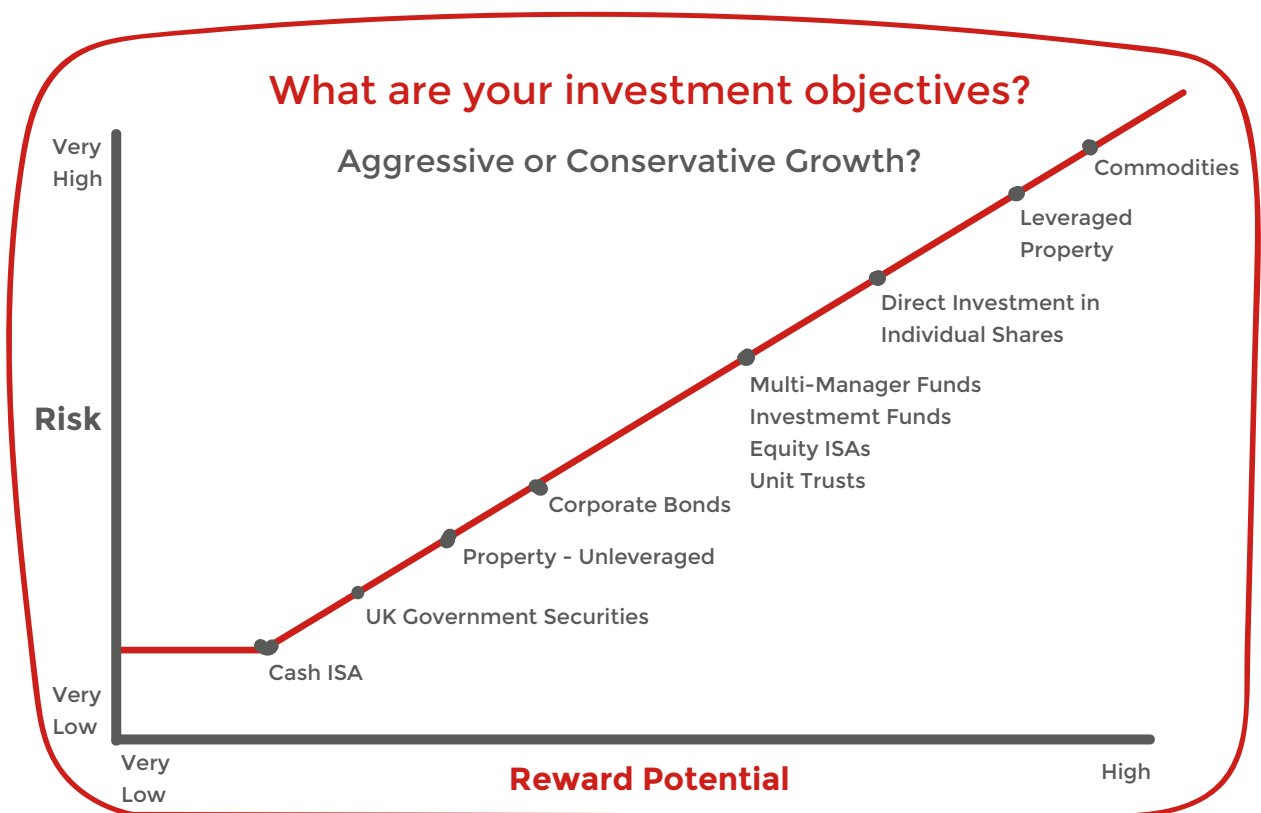 What are your investment objectives?
Aggressive or Conservative Growth?
Very
High
Commodities
Leveraged
Property
Direct Investment in
Individual Shares
Multi-Manager Funds
Investmemt Funds
Equity ISAs
Unit Trusts
Risk
Corporate Bonds
Property - Unleveraged
UK Government Securities
Cash ISA
Very
Low
Very
Low
Reward Potential
High